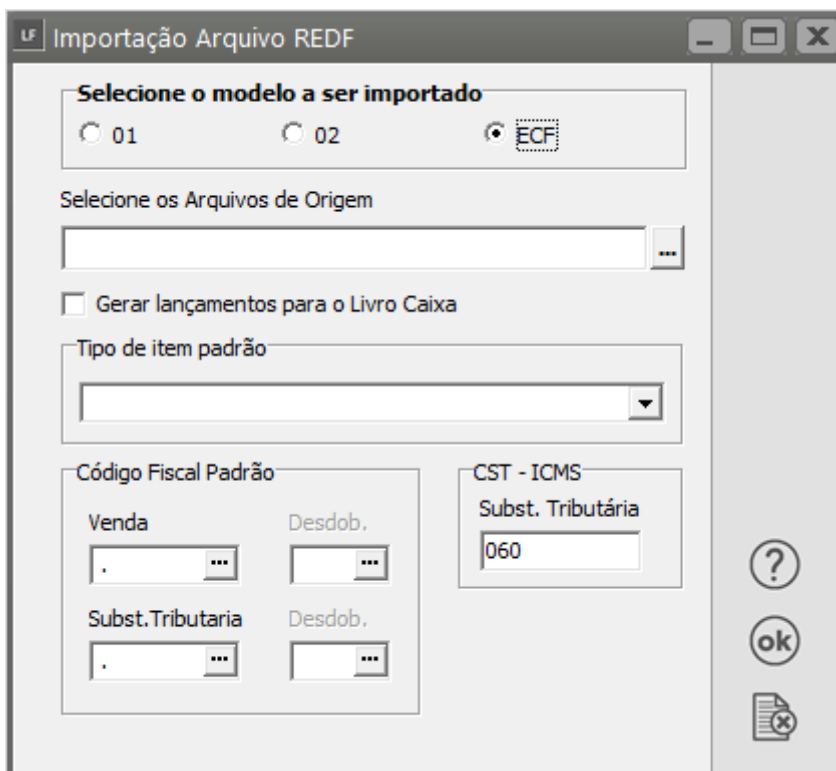 LF Importação Arquivo REDF
Selecione o modelo a ser importado
01 02 ECF
Selecione os Arquivos de Origem
...
Gerar lançamentos para o Livro Caixa
Tipo de item padrão
Código Fiscal Padrão
Venda Desdob.
. ... ...
Subst.Tributaria Desdob.
. ... ...
CST - ICMS
Subst. Tributária
060
?
ok